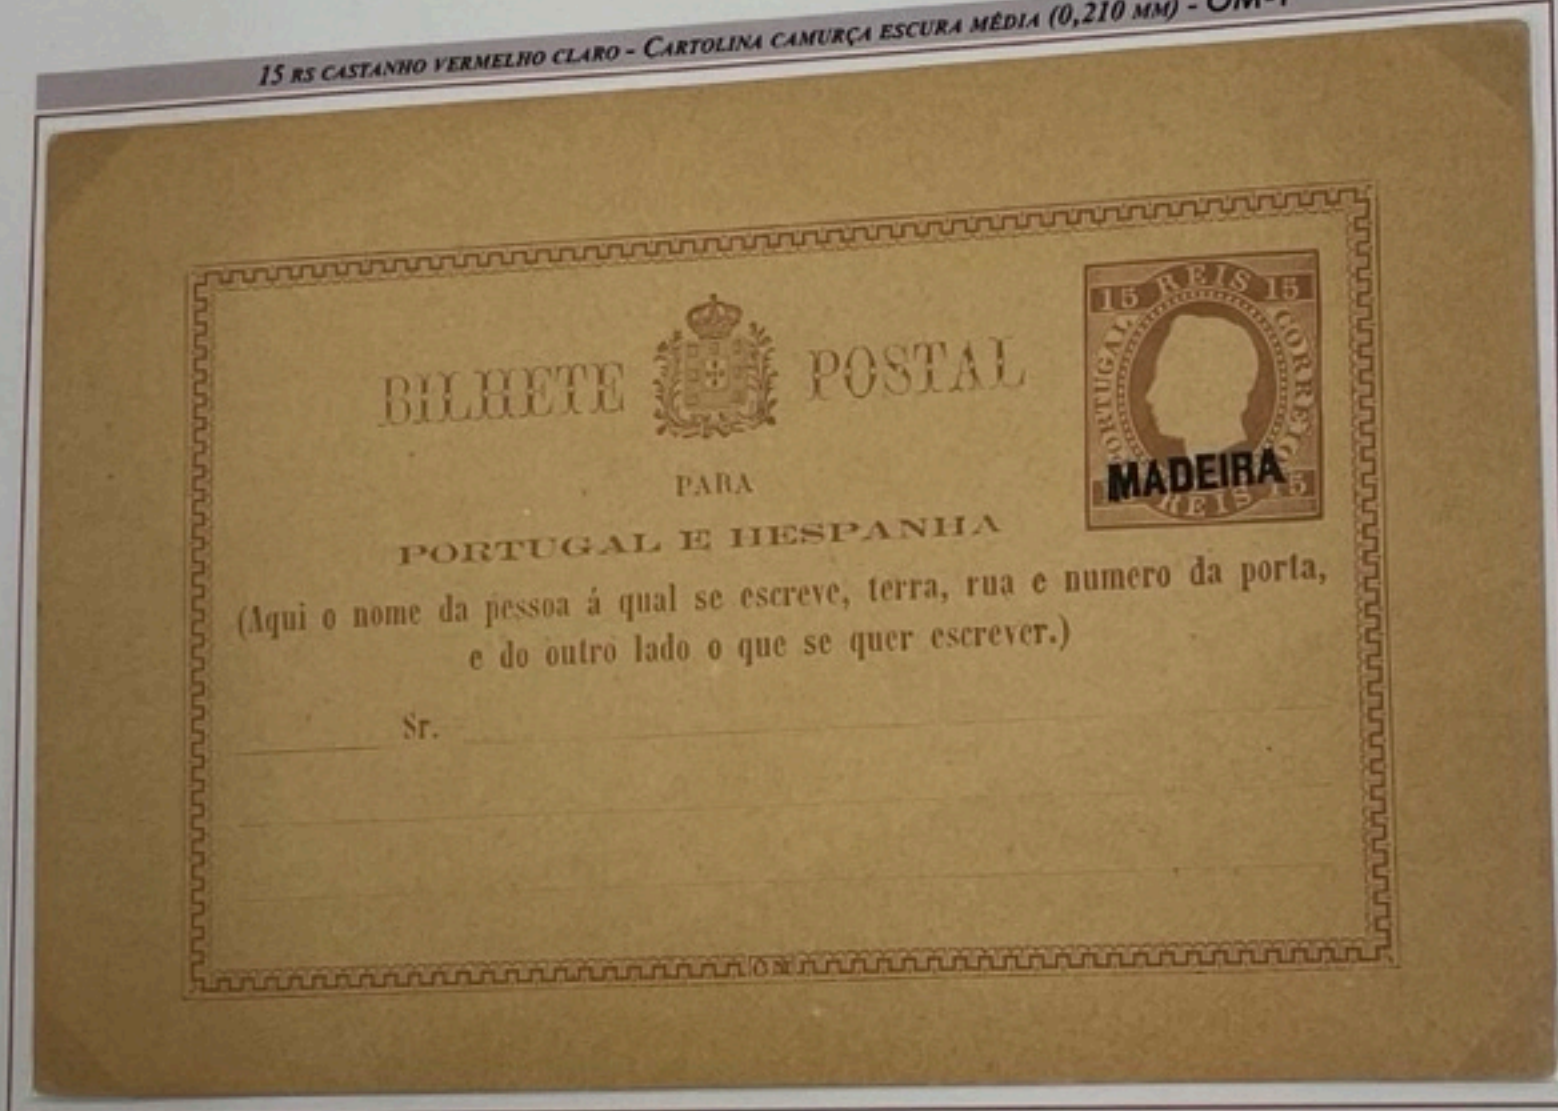 15 RS CASTANHO VERMELHO CLARO - CARTOLINA CAMURÇA ESCURA MÉDIA (0,210 MM) -
BILHETE POSTAL
15 REIS 15
PORTUGAL
CORREIO
MADEIRA
REIS 15
PARA
PORTUGAL E HESPANHA
(Aqui o nome da pessoa á qual se escreve, terra, rua e numero da porta,
e do outro lado o que se quer escrever.)
Sr.